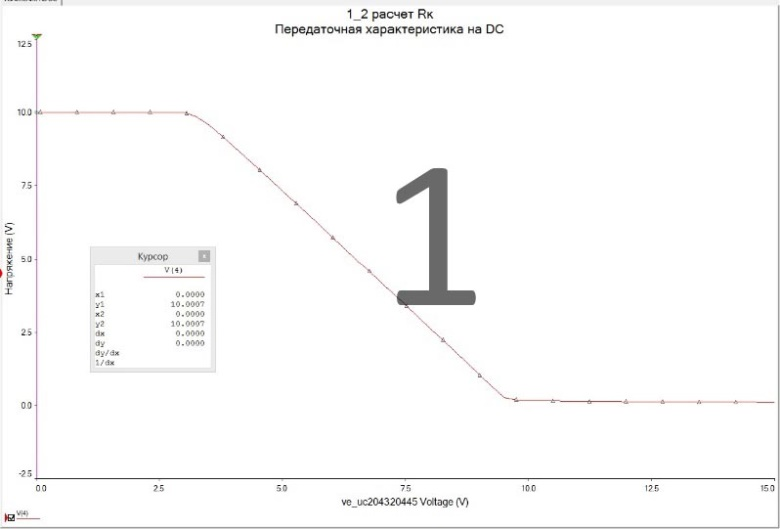 1_2 расчет Rк
Передаточная характеристика на DC
12.5
10.0
7.5
5.0
2.5
0.0
-2.5
Напряжение (V)
Курсор x
V(4)
x1 0.0000
y1 10.0007
x2 0.0000
y2 10.0007
dx 0.0000
dy 0.0000
dy/dx
1/dx
1
0.0 2.5 5.0 7.5 10.0 12.5 15.0
ve_uc204320445 Voltage (V)
V(4)